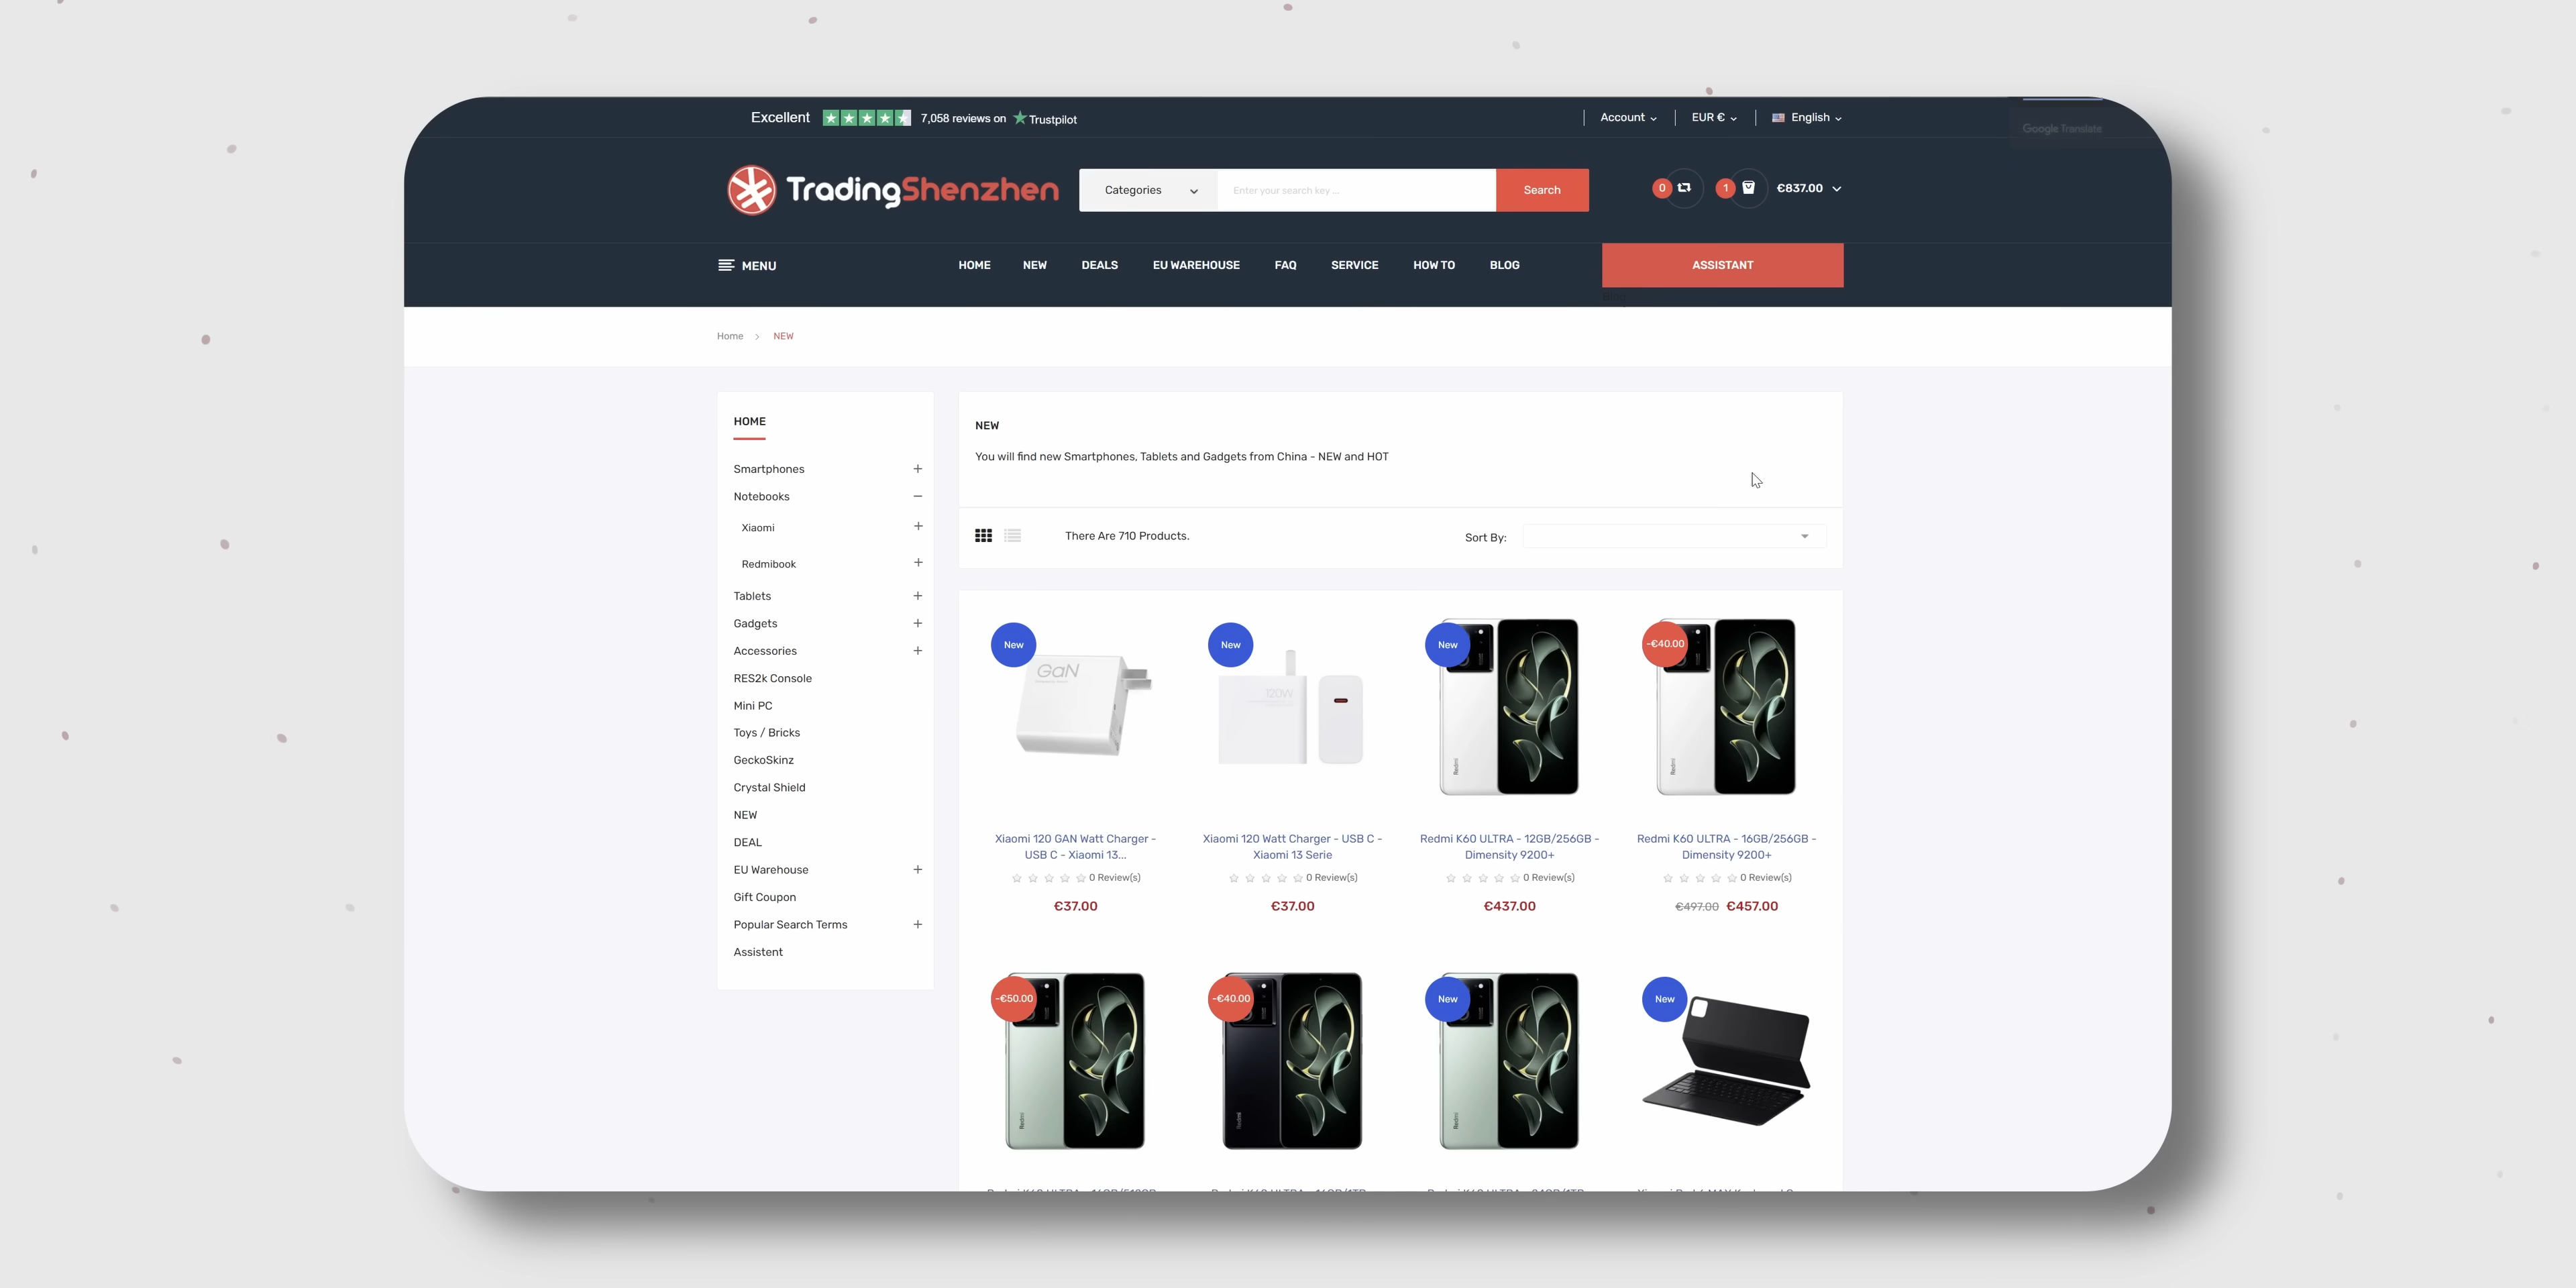 Excellent 7,058 reviews on Trustpilot
Account EUR € English
Google Translate
TradingShenzhen
Categories Enter your search key ... Search
0 1 €837.00
MENU HOME NEW DEALS EU WAREHOUSE FAQ SERVICE HOW TO BLOG ASSISTANT
Home > NEW
HOME
Smartphones
Notebooks
Xiaomi
Redmibook
Tablets
Gadgets
Accessories
RES2k Console
Mini PC
Toys / Bricks
GeckoSkinz
Crystal Shield
NEW
DEAL
EU Warehouse
Gift Coupon
Popular Search Terms
Assistent
NEW
You will find new Smartphones, Tablets and Gadgets from China - NEW and HOT
There Are 710 Products.
Sort By:
New
GaN
Xiaomi 120 GAN Watt Charger -
USB C - Xiaomi 13...
0 Review(s)
€37.00
New
120W
Xiaomi 120 Watt Charger - USB C -
Xiaomi 13 Serie
0 Review(s)
€37.00
New
Redmi
Redmi K60 ULTRA - 12GB/256GB -
Dimensity 9200+
0 Review(s)
€437.00
-€40.00
Redmi
Redmi K60 ULTRA - 16GB/256GB -
Dimensity 9200+
0 Review(s)
€497.00 €457.00
-€50.00
Redmi
-€40.00
Redmi
New
Redmi
New